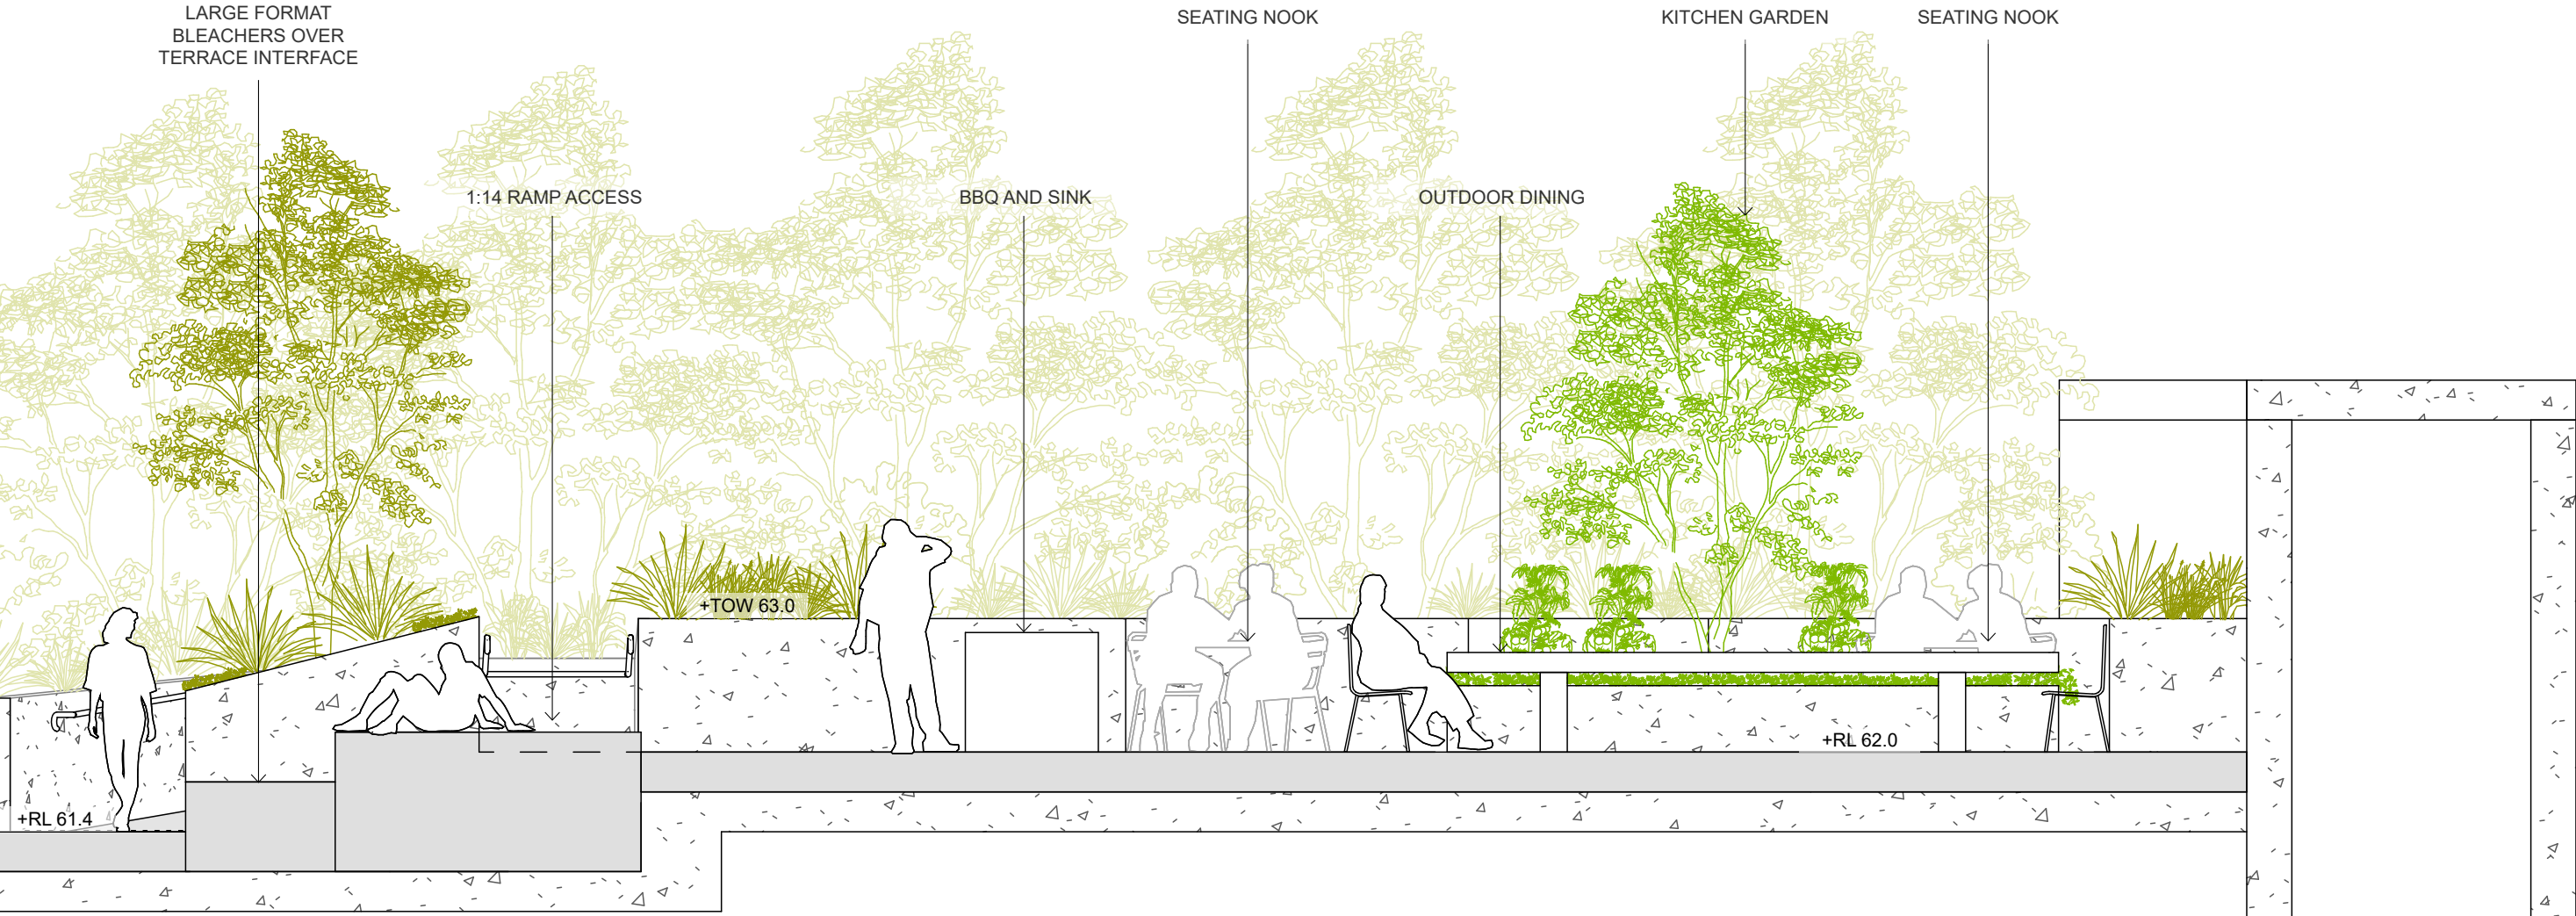 LARGE FORMAT
BLEACHERS OVER
TERRACE INTERFACE
SEATING NOOK
KITCHEN GARDEN
SEATING NOOK
1:14 RAMP ACCESS
BBQ AND SINK
OUTDOOR DINING
+TOW 63.0
+RL 62.0
+RL 61.4